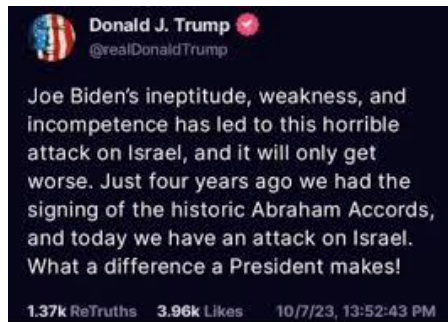 Donald J. Trump
@realDonaldTrump
Joe Biden's ineptitude, weakness, and
incompetence has led to this horrible
attack on Israel, and it will only get
worse. Just four years ago we had the
signing of the historic Abraham Accords,
and today we have an attack on Israel.
What a difference a President makes!
1.37k ReTruths 3.96k Likes 10/7/23, 13:52:43 PM